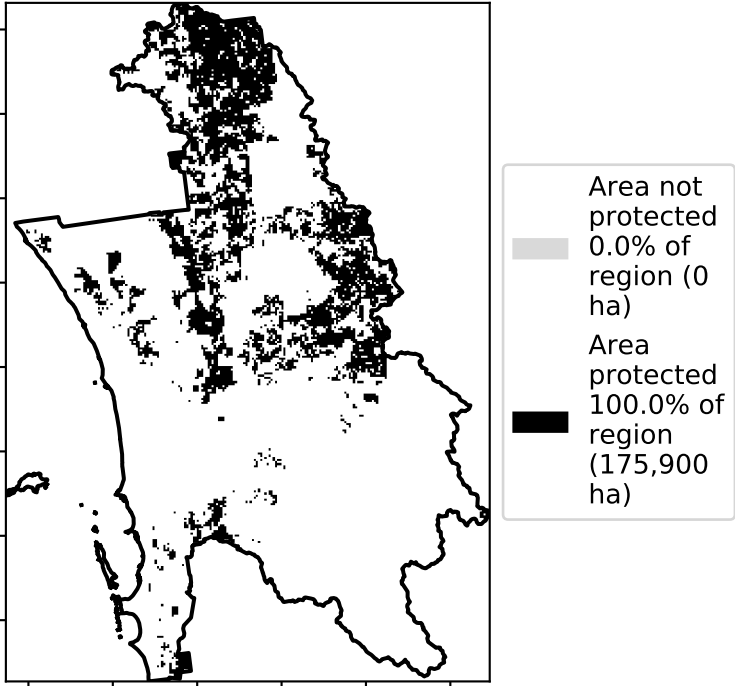 Area not
protected
0.0% of
region (0
ha)
Area
protected
100.0% of
region
(175,900
ha)